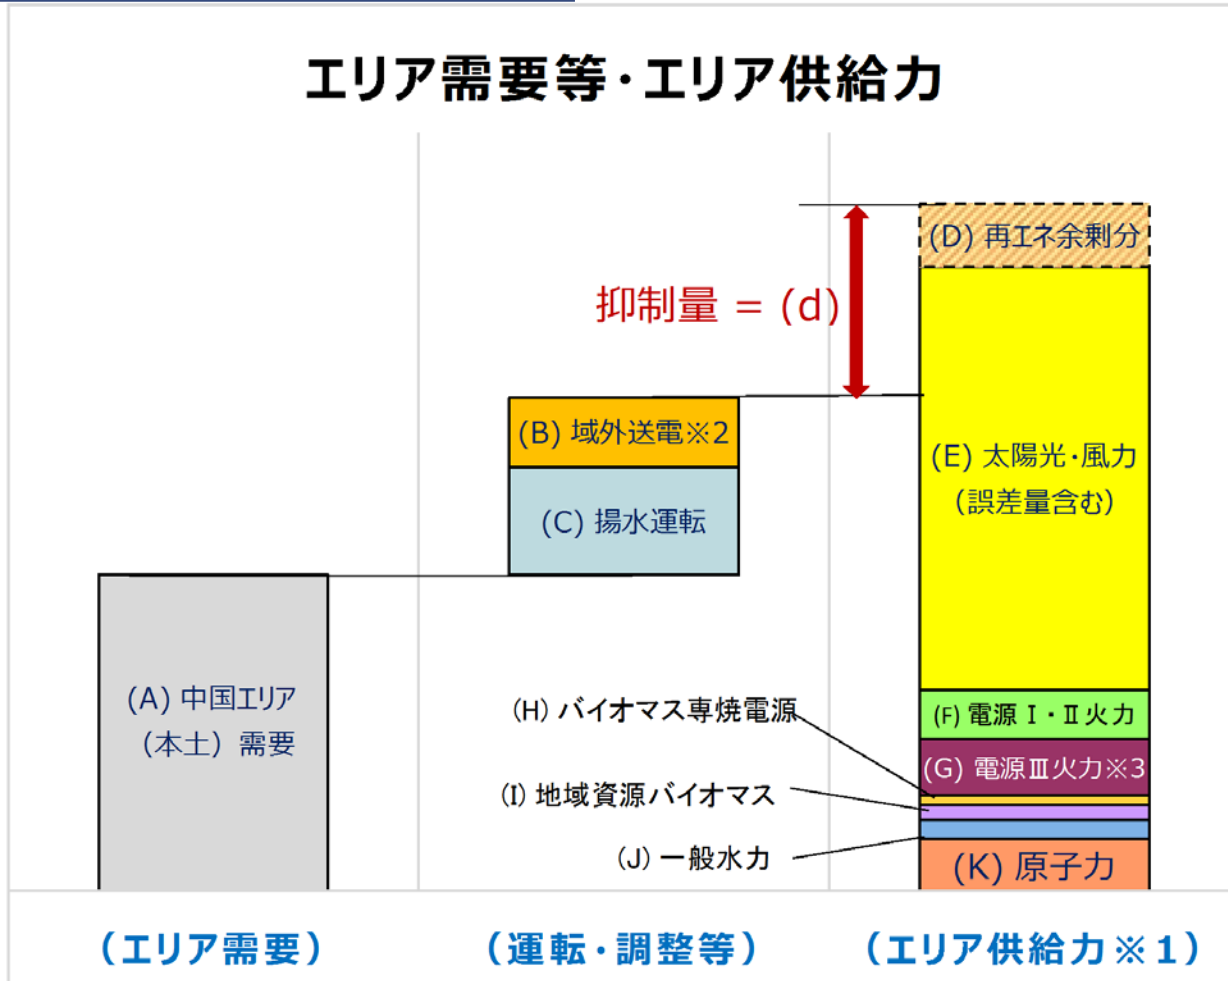 エリア需要等・エリア供給力
(D) 再エネ余剰分
抑制量 = (d)
(B) 域外送電※2
(E) 太陽光・風力
（誤差量含む）
(C) 揚水運転
(A) 中国エリア
（本土）需要
(H) バイオマス専焼電源
(F) 電源Ⅰ・Ⅱ火力
(G) 電源Ⅲ火力※3
(I) 地域資源バイオマス
(J) 一般水力
(K) 原子力
（エリア需要）
（運転・調整等）
（エリア供給力※１）